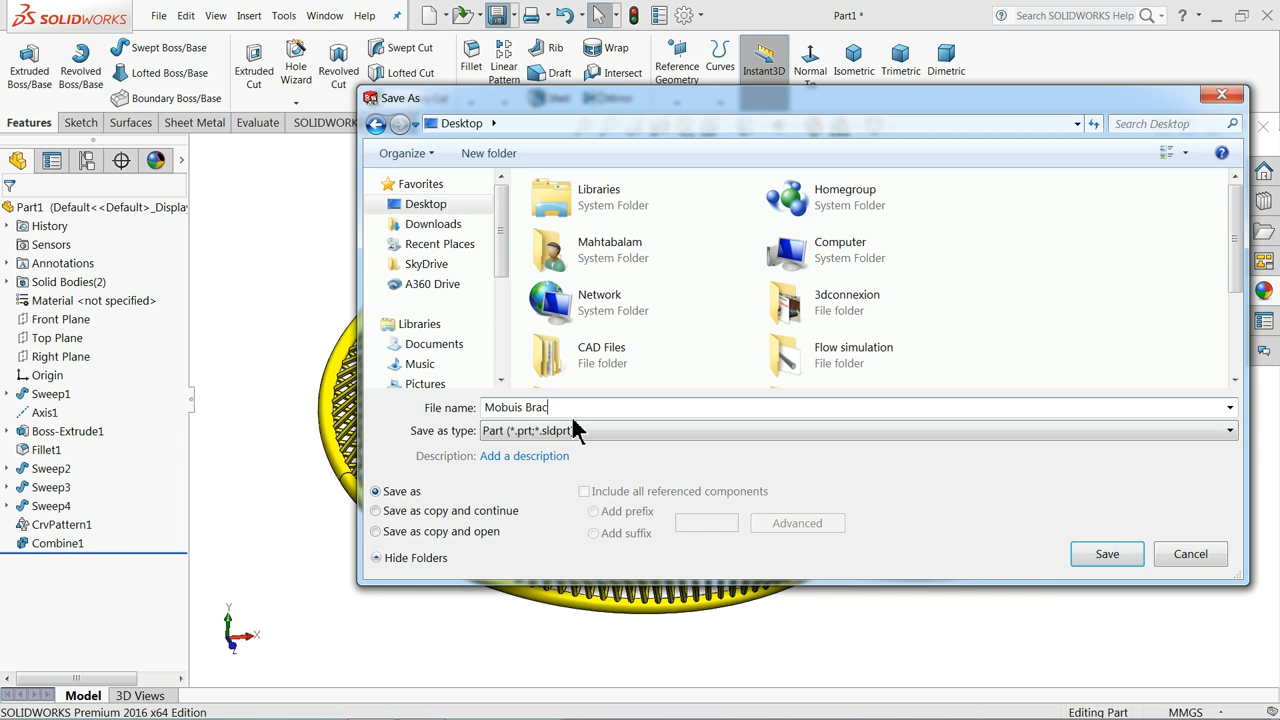 SOLIDWORKS
File Edit View Insert Tools Window Help
Part1 *
Search SOLIDWORKS Help
?
Extruded Boss/Base
Revolved Boss/Base
Swept Boss/Base
Lofted Boss/Base
Boundary Boss/Base
Extruded Cut
Hole Wizard
Revolved Cut
Swept Cut
Lofted Cut
Fillet
Linear Pattern
Rib
Draft
Wrap
Intersect
Reference Geometry
Curves
Instant3D
Normal To
Isometric
Trimetric
Dimetric
Features Sketch Surfaces Sheet Metal Evaluate SOLIDWORK
Part1 (Default<<Default>_Displa
History
Sensors
Annotations
Solid Bodies(2)
Material <not specified>
Front Plane
Top Plane
Right Plane
Origin
Sweep1
Axis1
Boss-Extrude1
Fillet1
Sweep2
Sweep3
Sweep4
CrvPattern1
Combine1
Save As
Desktop
Search Desktop
Organize New folder
Favorites
Desktop
Downloads
Recent Places
SkyDrive
A360 Drive
Libraries
Documents
Music
Pictures
Libraries
System Folder
Homegroup
System Folder
Mahtabalam
System Folder
Computer
System Folder
Network
System Folder
3dconnexion
File folder
CAD Files
File folder
Flow simulation
File folder
File name: Mobuis Brac
Save as type: Part (*.prt;*.sldprt)
Description: Add a description
Save as
Save as copy and continue
Save as copy and open
Include all referenced components
Add prefix
Add suffix
Advanced
Hide Folders
Save Cancel
Y
X
Z
Model 3D Views
SOLIDWORKS Premium 2016 x64 Edition
Editing Part MMGS